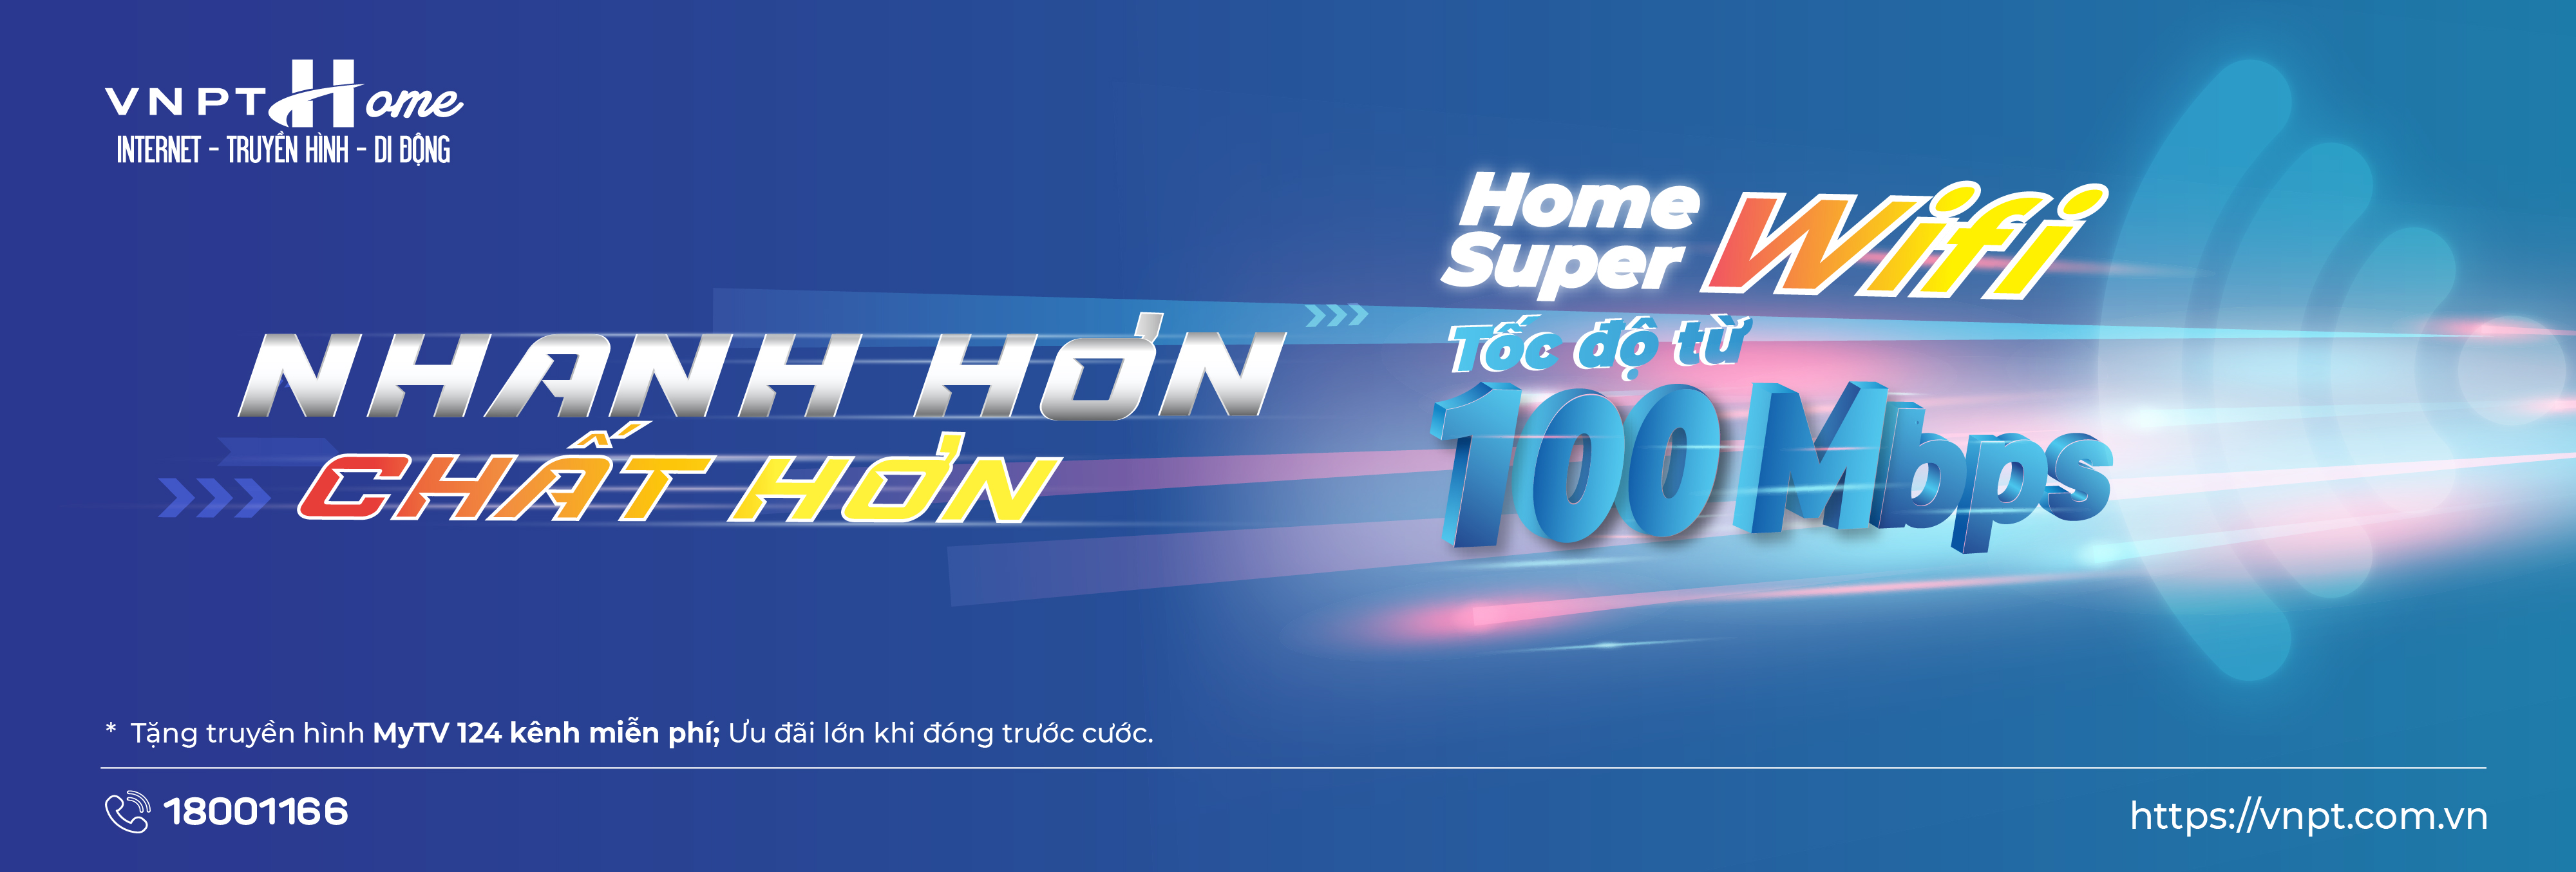 VNPT Home
INTERNET - TRUYỀN HÌNH - DI ĐỘNG
NHANH HƠN
CHẤT HƠN
Home
Super Wifi
Tốc độ từ
100 Mbps
* Tặng truyền hình MyTV 124 kênh miễn phí; Ưu đãi lớn khi đóng trước cước.
18001166
https://vnpt.com.vn